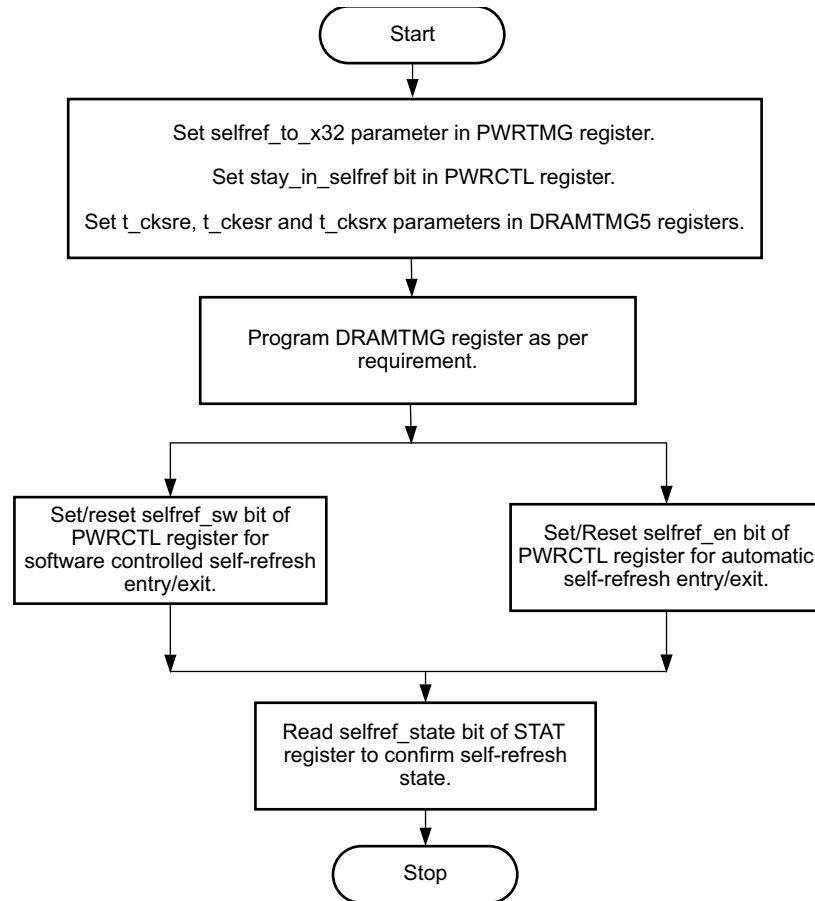 Start
Set selfref_to_x32 parameter in PWRTMG register.
Set stay_in_selfref bit in PWRCTL register.
Set t_cksre, t_ckesr and t_cksrx parameters in DRAMTMG5 registers.
Program DRAMTMG register as per
requirement.
Set/reset selfref_sw bit of
PWRCTL register for
software controlled self-refresh
entry/exit.
Set/Reset selfref_en bit of
PWRCTL register for automatic
self-refresh entry/exit.
Read selfref_state bit of STAT
register to confirm self-refresh
state.
Stop